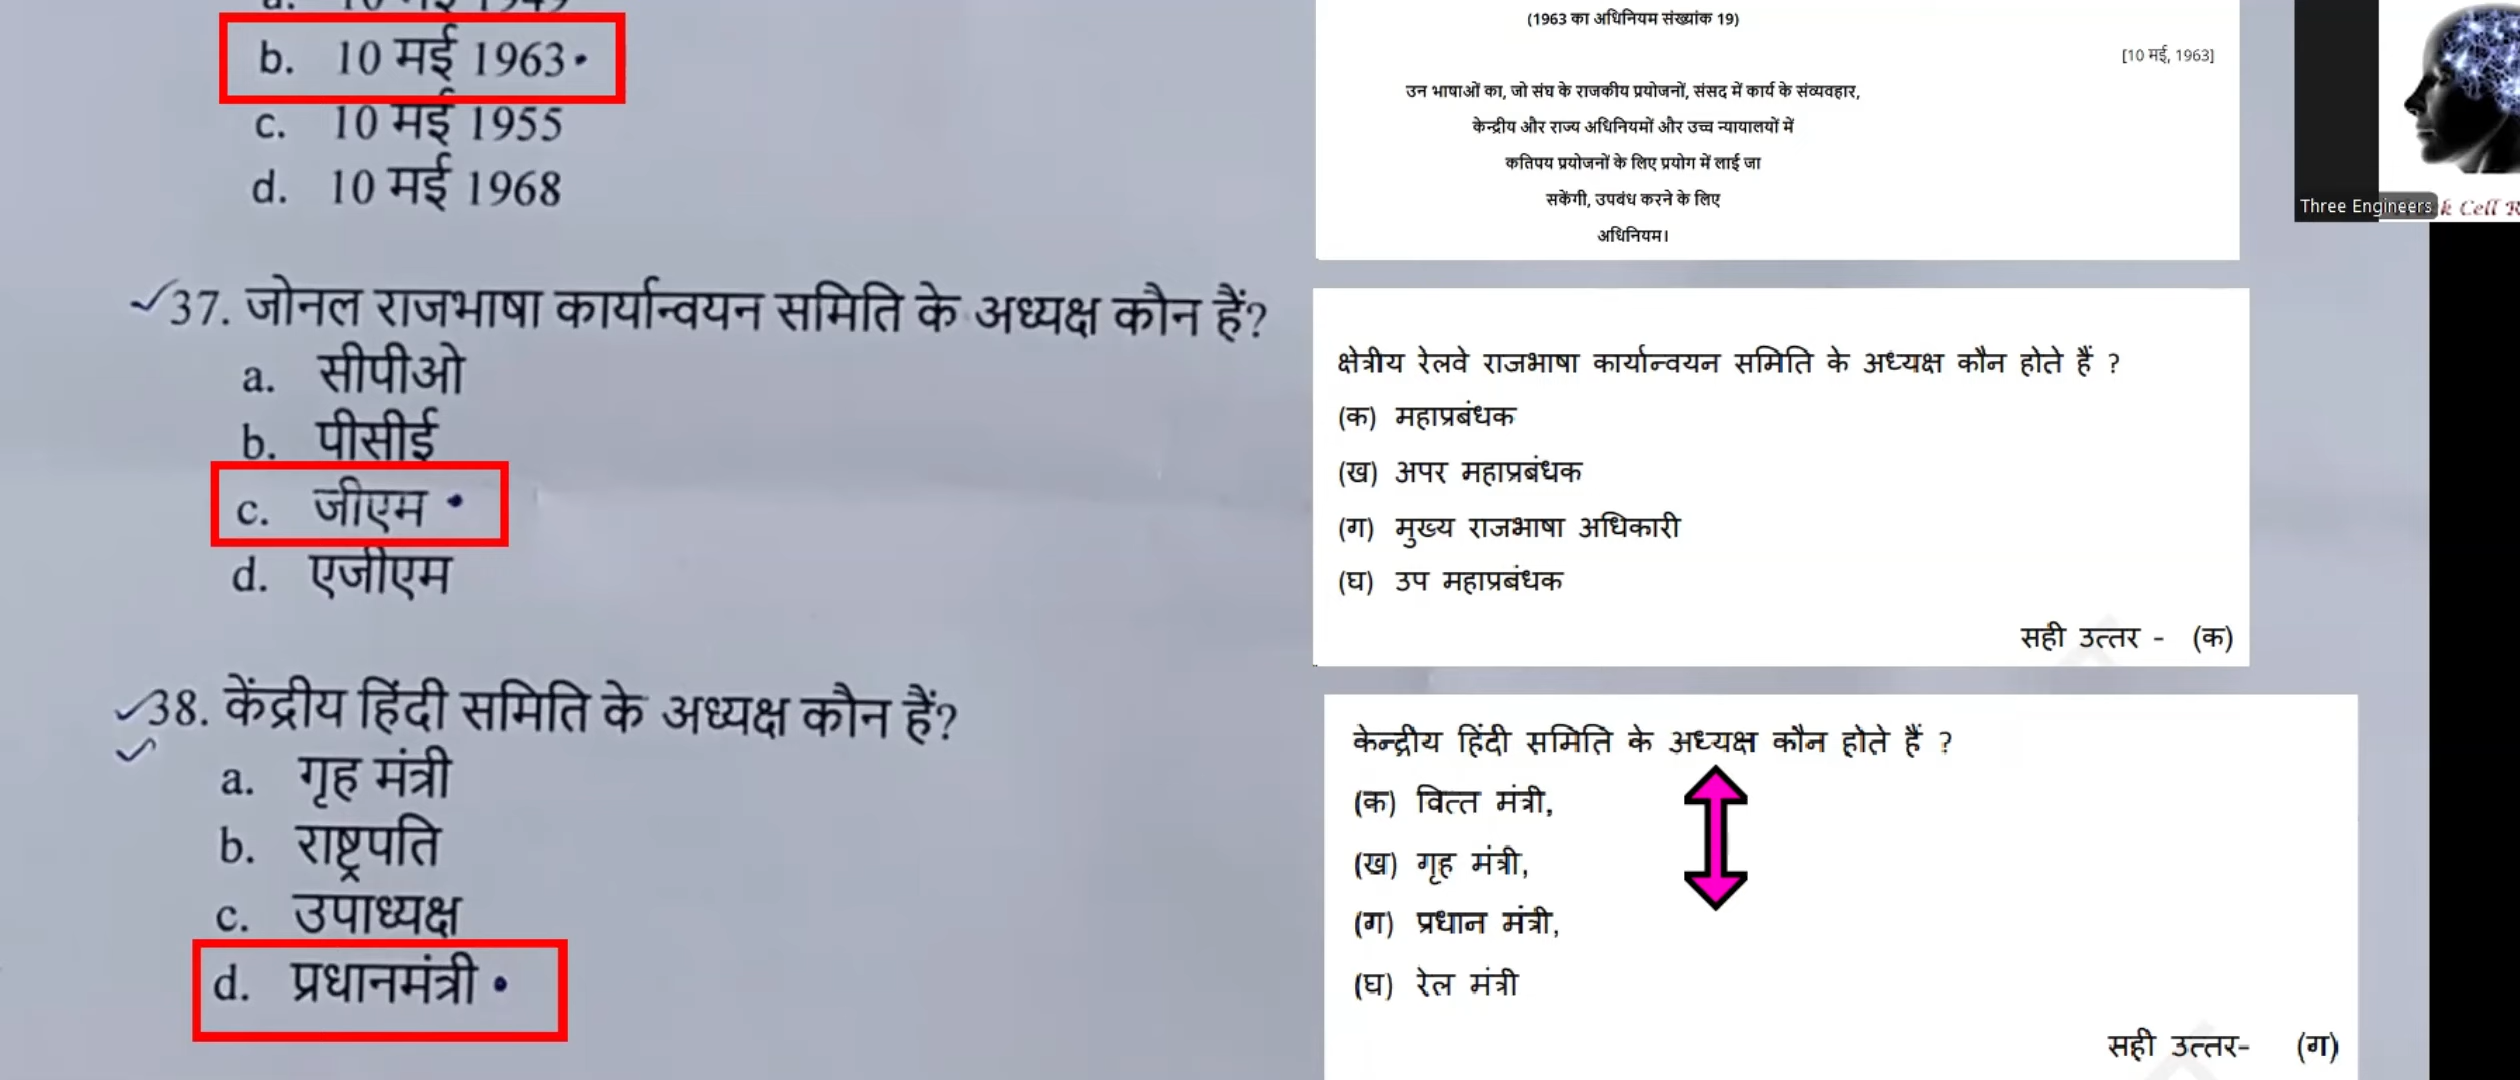 b. 10 मई 1963
c. 10 मई 1955
d. 10 मई 1968
37. जोनल राजभाषा कार्यान्वयन समिति के अध्यक्ष कौन हैं?
a. सीपीओ
b. पीसीई
c. जीएम
d. एजीएम
38. केंद्रीय हिंदी समिति के अध्यक्ष कौन हैं?
a. गृह मंत्री
b. राष्ट्रपति
c. उपाध्यक्ष
d. प्रधानमंत्री
(1963 का अधिनियम संख्यांक 19)
[10 मई, 1963]
उन भाषाओं का, जो संघ के राजकीय प्रयोजनों, संसद में कार्य के संव्यवहार,
केन्द्रीय और राज्य अधिनियमों और उच्च न्यायालयों में
कतिपय प्रयोजनों के लिए प्रयोग में लाई जा
सकेंगी, उपबंध करने के लिए
अधिनियम।
क्षेत्रीय रेलवे राजभाषा कार्यान्वयन समिति के अध्यक्ष कौन होते हैं ?
(क) महाप्रबंधक
(ख) अपर महाप्रबंधक
(ग) मुख्य राजभाषा अधिकारी
(घ) उप महाप्रबंधक
सही उत्तर - (क)
केन्द्रीय हिंदी समिति के अध्यक्ष कौन होते हैं ?
(क) वित्त मंत्री,
(ख) गृह मंत्री,
(ग) प्रधान मंत्री,
(घ) रेल मंत्री
सही उत्तर- (ग)
Three Engineers
Cell